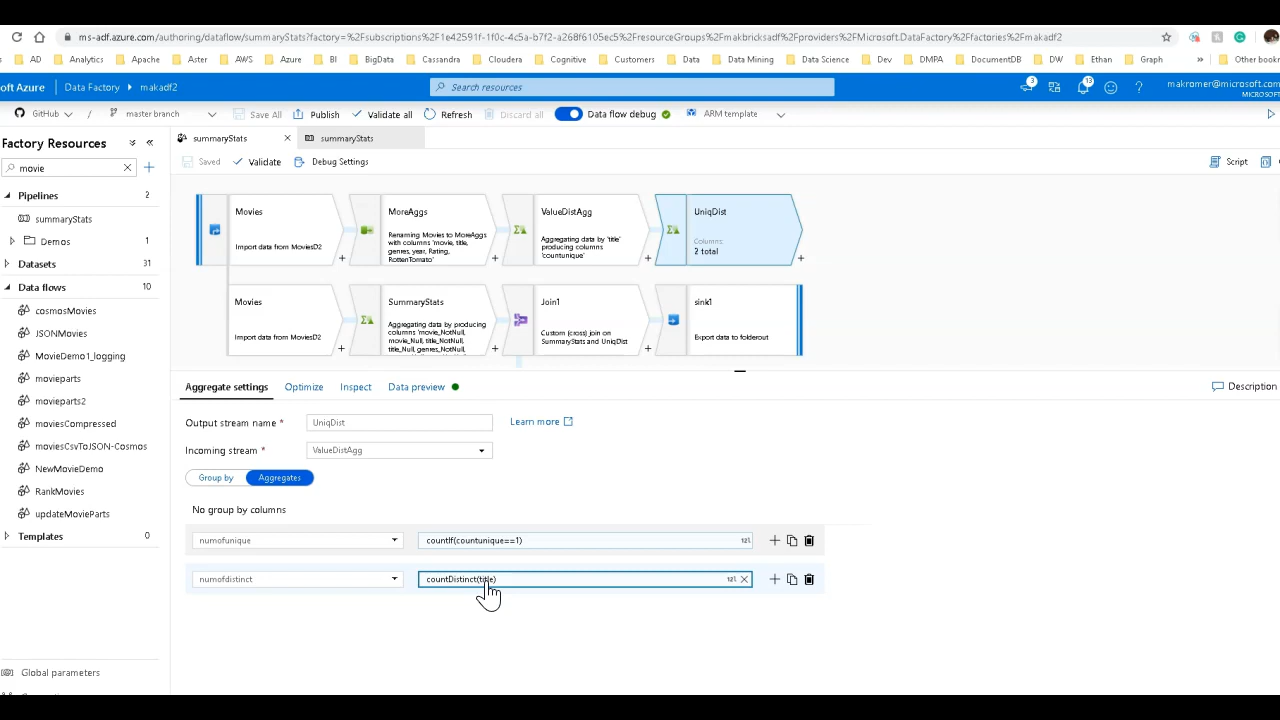 ms-adf.azure.com/authoring/dataflow/summaryStats?factory=%2Fsubscriptions%2F1e42591f-1f0c-4c5a-b7f2-a268f6105ec5%2FresourceGroups%2Fmakbricksadf%2Fproviders%2FMicrosoft.DataFactory%2Ffactories%2Fmakadf2
AD Analytics Apache Aster AWS Azure BI BigData Cassandra Cloudera Cognitive Customers Data Data Mining Data Science Dev DMPA DocumentDB DW Ethan Graph » Other bookm
oft Azure Data Factory makadf2 Search resources 3 13 ? makromer@microsoft.com
MICROSOFT
GitHub / master branch Save All Publish Validate all Refresh Discard all Data flow debug ARM template
Factory Resources
summaryStats summaryStats
movie
Saved Validate Debug Settings Script
Pipelines 2
summaryStats
Demos 1
Datasets 31
Data flows 10
cosmosMovies
JSONMovies
MovieDemo1_logging
movieparts
movieparts2
moviesCompressed
moviesCsvToJSON-Cosmos
NewMovieDemo
RankMovies
updateMovieParts
Templates 0
Global parameters
Movies
Import data from MoviesD2
MoreAggs
Renaming Movies to MoreAggs
with columns 'movie, title,
genres, year, Rating,
RottenTomato'
ValueDistAgg
Aggregating data by 'title'
producing columns
'countunique'
UniqDist
Columns:
2 total
Movies
Import data from MoviesD2
SummaryStats
Aggregating data by producing
columns 'movie_NotNull,
movie_Null, title_NotNull,
title_Null, genres_NotNull,
Join1
Custom (cross) join on
SummaryStats and UniqDist
sink1
Export data to folderout
Aggregate settings Optimize Inspect Data preview Description
Output stream name * UniqDist Learn more
Incoming stream * ValueDistAgg
Group by Aggregates
No group by columns
numofunique countIf(countunique==1) 12l
numofdistinct countDistinct(title) 12l